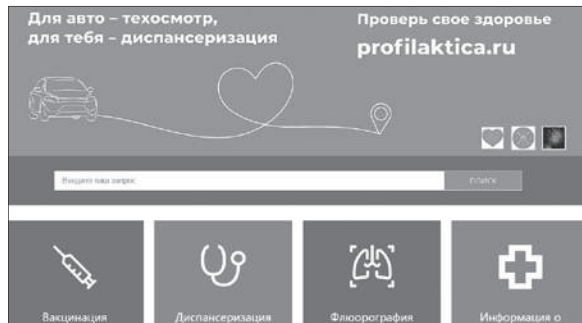 Для авто – техосмотр,
для тебя – диспансеризация
Проверь свое здоровье
profilaktica.ru
Введите ваш запрос
ПОИСК
Вакцинация
Диспансеризация
Флюорография
Информация о